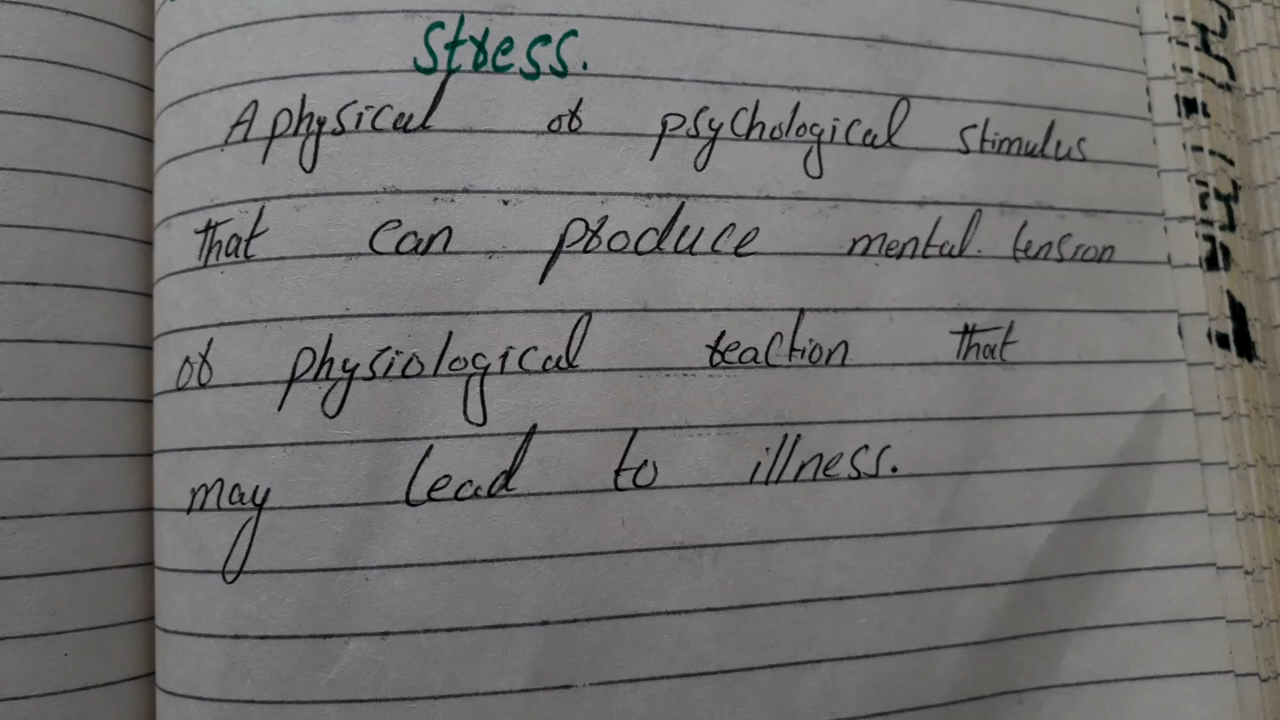 Stress.
A physical or psychological stimulus
that can produce mental tension
or physiological reaction that
may lead to illness.